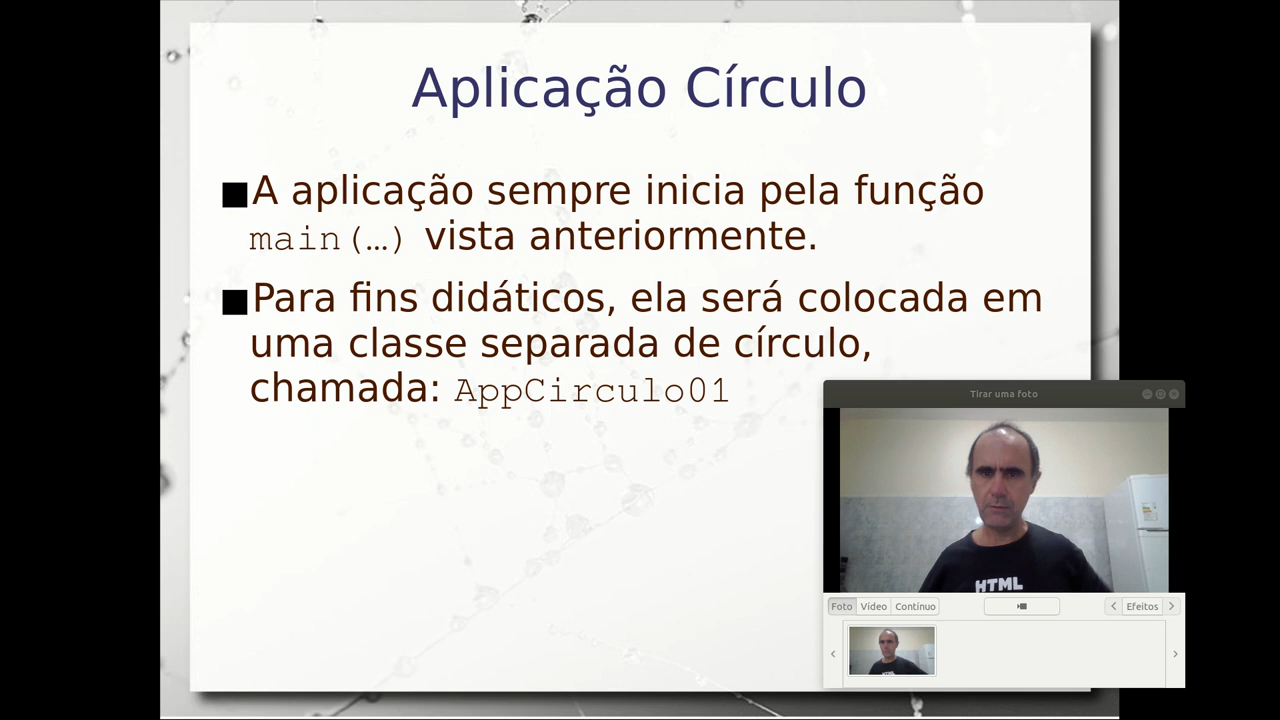 Aplicação Círculo
■A aplicação sempre inicia pela função
main(…) vista anteriormente.
■Para fins didáticos, ela será colocada em
uma classe separada de círculo,
chamada: AppCirculo01
Tirar uma foto
HTML
Foto Vídeo Contínuo Efeitos